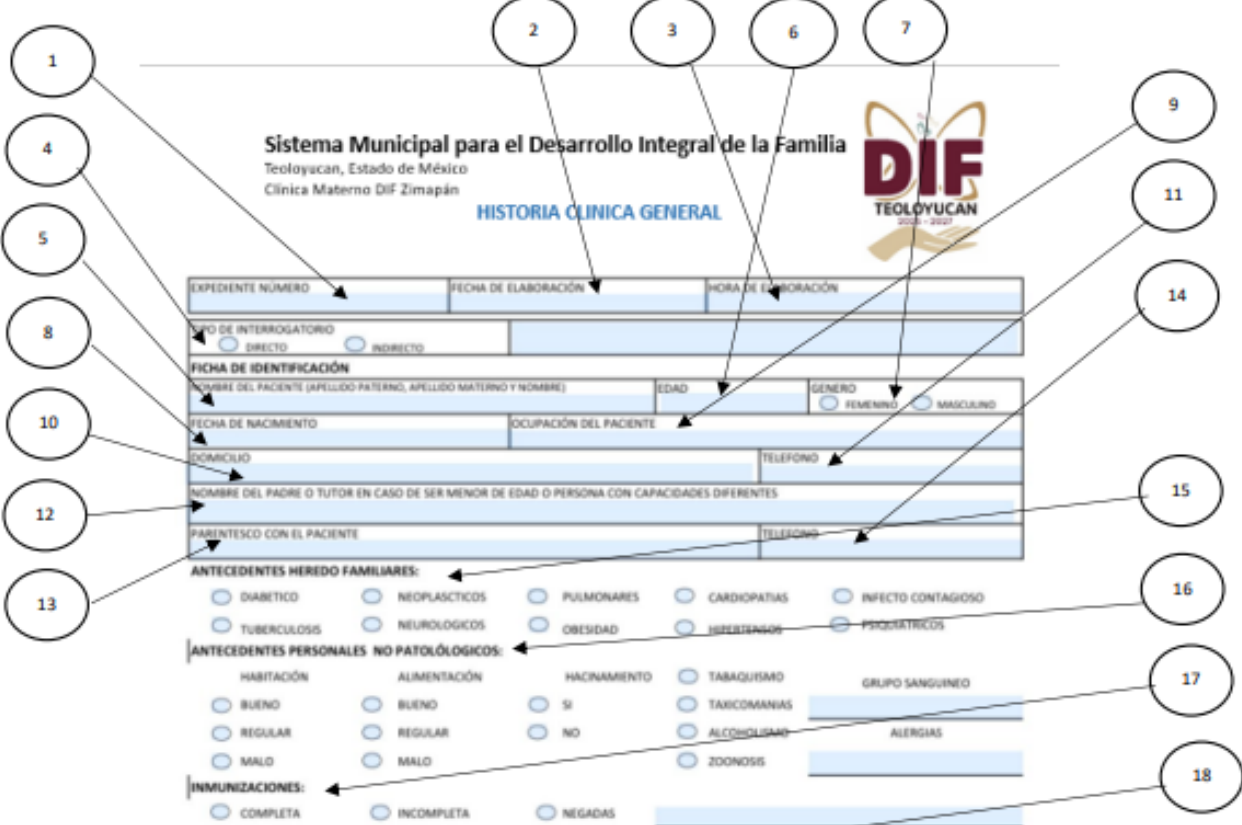 2 3 6 7
1
9
4
Sistema Municipal para el Desarrollo Integral de la Familia
Teoloyucan, Estado de México
Clínica Materno DIF Zimapán
HISTORIA CLINICA GENERAL
DIF
TEOLOYUCAN
2025 - 2027
11
5
EXPEDIENTE NÚMERO FECHA DE ELABORACIÓN HORA DE ELABORACIÓN
14
8
TIPO DE INTERROGATORIO
DIRECTO INDIRECTO
FICHA DE IDENTIFICACIÓN
NOMBRE DEL PACIENTE (APELLIDO PATERNO, APELLIDO MATERNO Y NOMBRE) EDAD GENERO
FEMENINO MASCULINO
10
FECHA DE NACIMIENTO OCUPACIÓN DEL PACIENTE
DOMICILIO TELEFONO
15
NOMBRE DEL PADRE O TUTOR EN CASO DE SER MENOR DE EDAD O PERSONA CON CAPACIDADES DIFERENTES
12
PARENTESCO CON EL PACIENTE TELEFONO
ANTECEDENTES HEREDO FAMILIARES:
16
13
DIABETICO NEOPLASCTICOS PULMONARES CARDIOPATIAS INFECTO CONTAGIOSO
TUBERCULOSIS NEUROLOGICOS OBESIDAD HIPERTENSOS PSIQUIATRICOS
ANTECEDENTES PERSONALES NO PATOLÓLOGICOS:
HABITACIÓN ALIMENTACIÓN HACINAMIENTO TABAQUISMO GRUPO SANGUINEO
17
BUENO BUENO SI TAXICOMANIAS
REGULAR REGULAR NO ALCOHOLISMO ALERGIAS
MALO MALO ZOONOSIS
18
INMUNIZACIONES:
COMPLETA INCOMPLETA NEGADAS